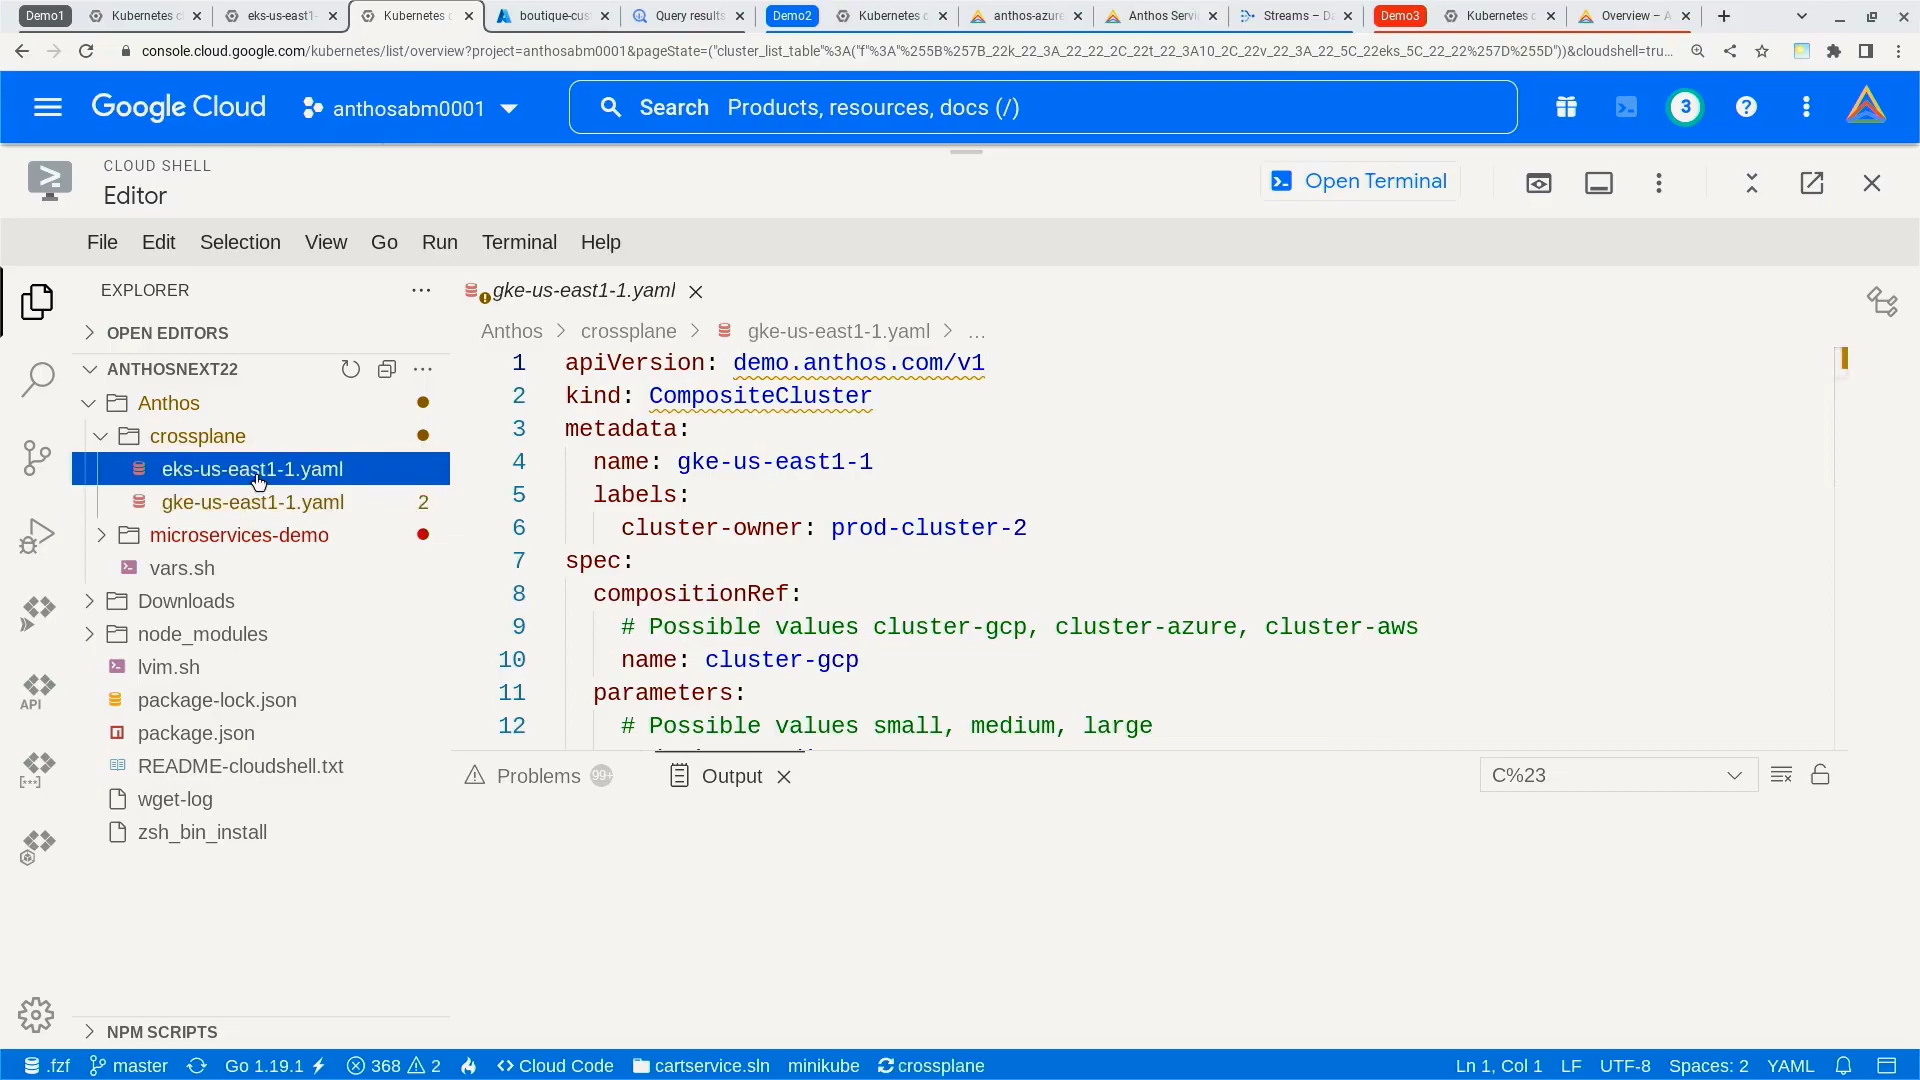 Demo1
Kubernetes c
eks-us-east1-
Kubernetes c
boutique-cus
Query results
Demo2
Kubernetes c
anthos-azure
Anthos Servi
Streams – Da
Demo3
Kubernetes c
Overview – A
console.cloud.google.com/kubernetes/list/overview?project=anthosabm0001&pageState=("cluster_list_table"%3A("f"%3A"%255B%257B_22k_22_3A_22_22_2C_22t_22_3A10_2C_22v_22_3A_22_5C_22eks_5C_22_22%257D%255D"))&cloudshell=tru...
Google Cloud
anthosabm0001
Search Products, resources, docs (/)
3
CLOUD SHELL
Editor
Open Terminal
File Edit Selection View Go Run Terminal Help
EXPLORER
OPEN EDITORS
ANTHOSNEXT22
Anthos
crossplane
eks-us-east1-1.yaml
gke-us-east1-1.yaml 2
microservices-demo
vars.sh
Downloads
node_modules
lvim.sh
package-lock.json
package.json
README-cloudshell.txt
wget-log
zsh_bin_install
NPM SCRIPTS
API
gke-us-east1-1.yaml
Anthos > crossplane > gke-us-east1-1.yaml > ...
1 apiVersion: demo.anthos.com/v1
2 kind: CompositeCluster
3 metadata:
4 name: gke-us-east1-1
5 labels:
6 cluster-owner: prod-cluster-2
7 spec:
8 compositionRef:
9 # Possible values cluster-gcp, cluster-azure, cluster-aws
10 name: cluster-gcp
11 parameters:
12 # Possible values small, medium, large
Problems 99+
Output
C%23
.fzf master Go 1.19.1 368 2 Cloud Code cartservice.sln minikube crossplane
Ln 1, Col 1 LF UTF-8 Spaces: 2 YAML